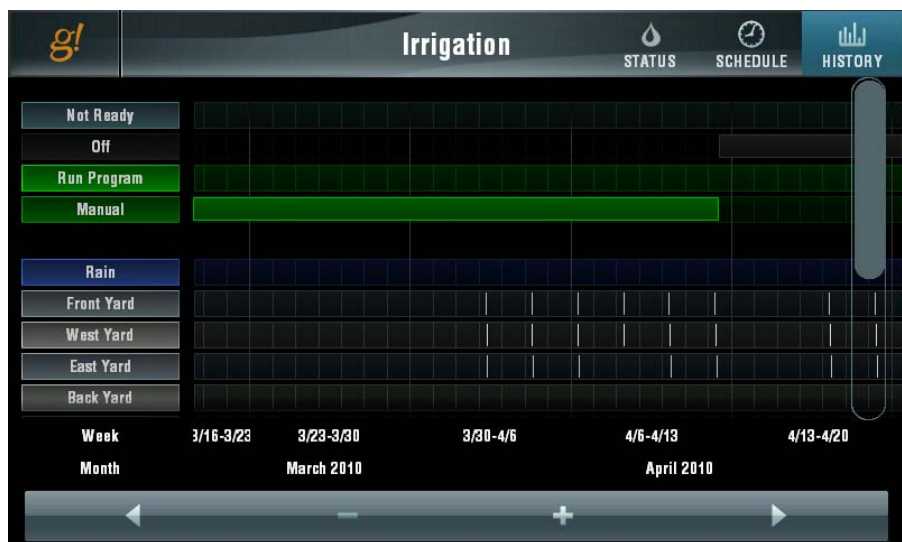 g! Irrigation STATUS SCHEDULE HISTORY
Not Ready
Off
Run Program
Manual
Rain
Front Yard
West Yard
East Yard
Back Yard
Week 3/16-3/23 3/23-3/30 3/30-4/6 4/6-4/13 4/13-4/20
Month March 2010 April 2010